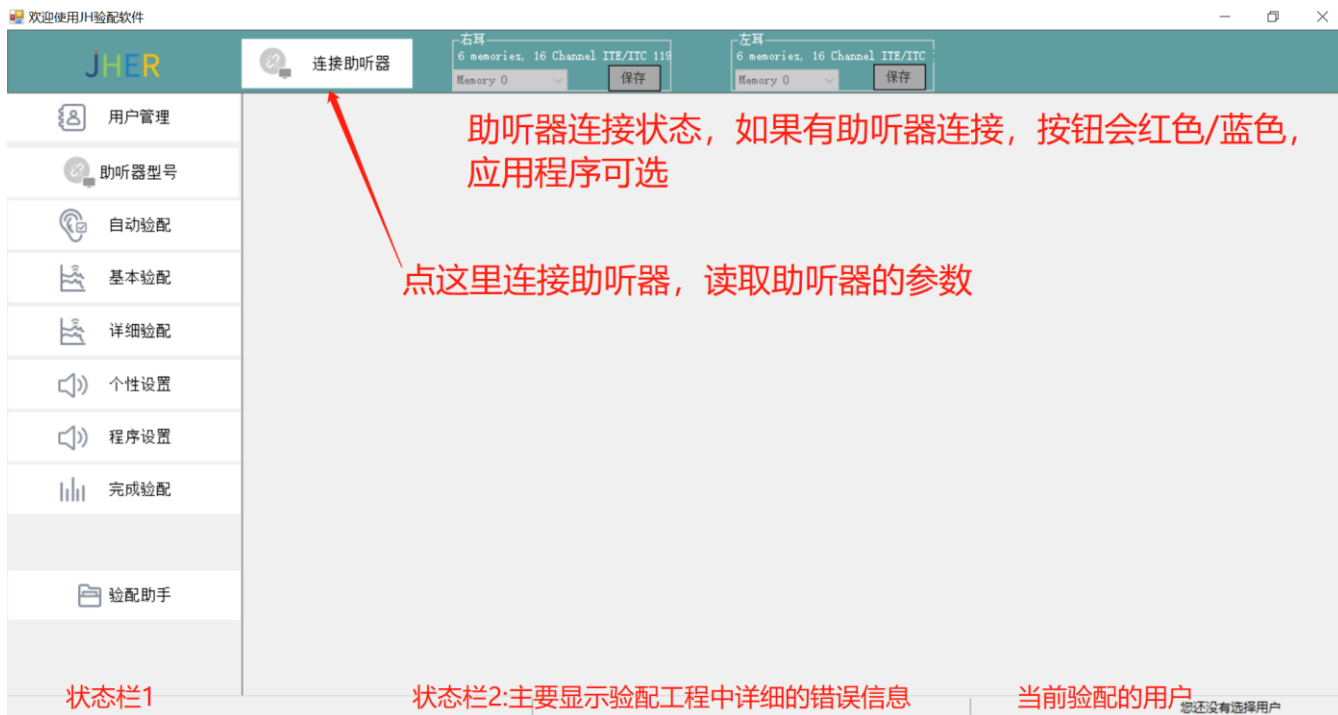 欢迎使用JH验配软件
JHER
连接助听器
右耳
6 memories, 16 Channel ITE/ITC 119
Memory 0
保存
左耳
6 memories, 16 Channel ITE/ITC
Memory 0
保存
用户管理
助听器型号
自动验配
基本验配
详细验配
个性设置
程序设置
完成验配
验配助手
助听器连接状态，如果有助听器连接，按钮会红色/蓝色，
应用程序可选
点这里连接助听器，读取助听器的参数
状态栏1
状态栏2:主要显示验配工程中详细的错误信息
当前验配的用户
您还没有选择用户